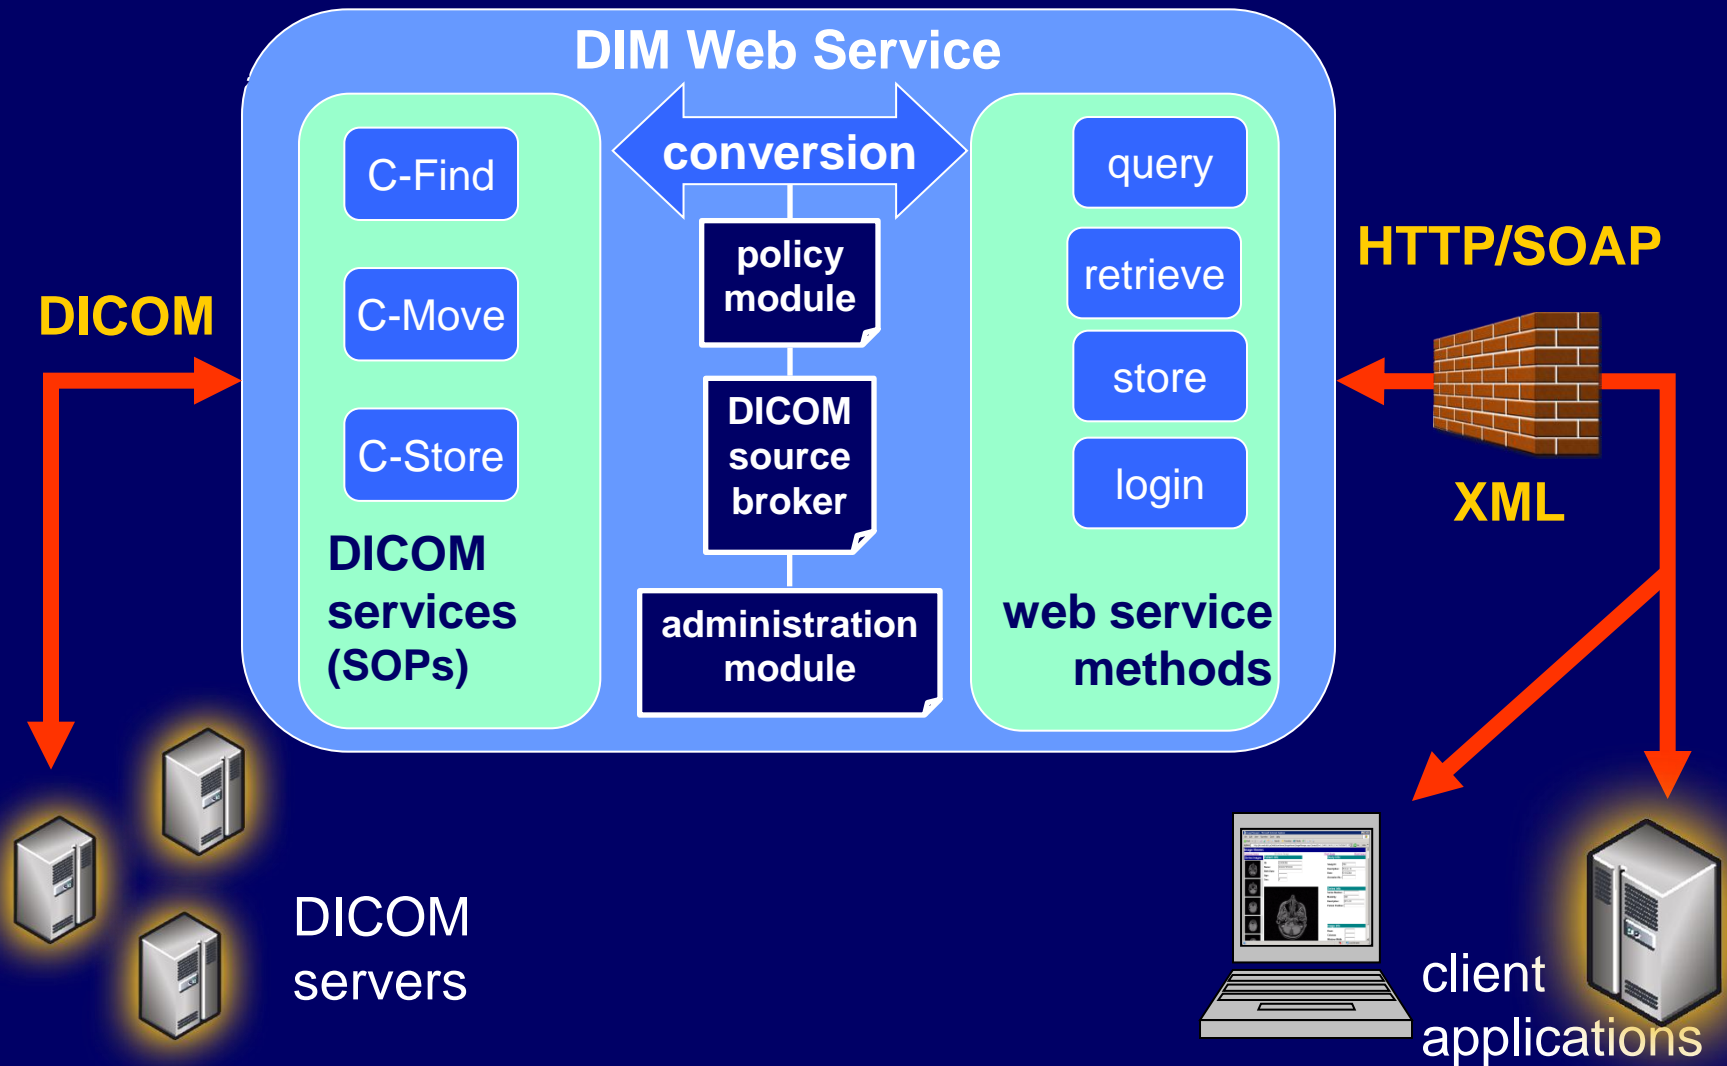 DIM Web Service
conversion
C-Find
C-Move
C-Store
DICOM
services
(SOPs)
policy
module
DICOM
source
broker
administration
module
query
retrieve
store
login
web service
methods
DICOM
HTTP/SOAP
XML
DICOM
servers
client
applications